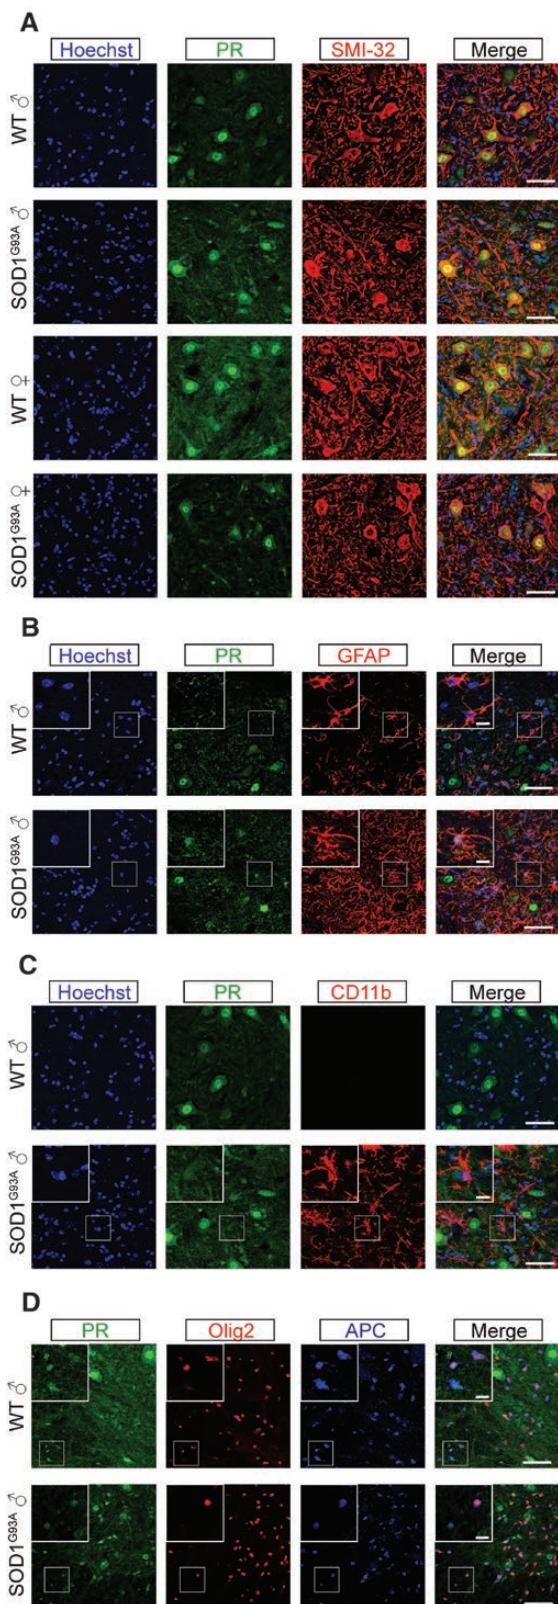 A
Hoechst PR SMI-32 Merge
WT ♂
SOD1G93A ♂
WT ♀
SOD1G93A ♀
B
Hoechst PR GFAP Merge
WT ♂
SOD1G93A ♂
C
Hoechst PR CD11b Merge
WT ♂
SOD1G93A ♂
D
PR Olig2 APC Merge
WT ♂
SOD1G93A ♂